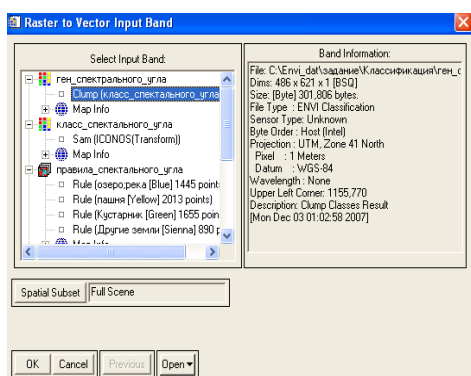 Raster to Vector Input Band
Select Input Band:
ген_спектрального_угла
Clump (класс_спектального_угла
Map Info
класс_спектального_угла
Sam (ICONOS(Transform))
Map Info
правила_спектального_угла
Rule (озеро;река [Blue] 1445 points
Rule (пашня [Yellow] 2013 points)
Rule (Кустарник [Green] 1655 poin
Rule (Другие земли [Sienna] 890 p
Map Info
Band Information:
File: C:\Envi_dat\задание\Классификация\ген_с
Dims: 486 x 621 x 1 [BSQ]
Size: [Byte] 301,806 bytes.
File Type : ENVI Classification
Sensor Type: Unknown
Byte Order : Host (Intel)
Projection : UTM, Zone 41 North
Pixel : 1 Meters
Datum : WGS-84
Wavelength : None
Upper Left Corner: 1155,770
Description: Clump Classes Result
[Mon Dec 03 01:02:58 2007]
Spatial Subset Full Scene
OK Cancel Previous Open